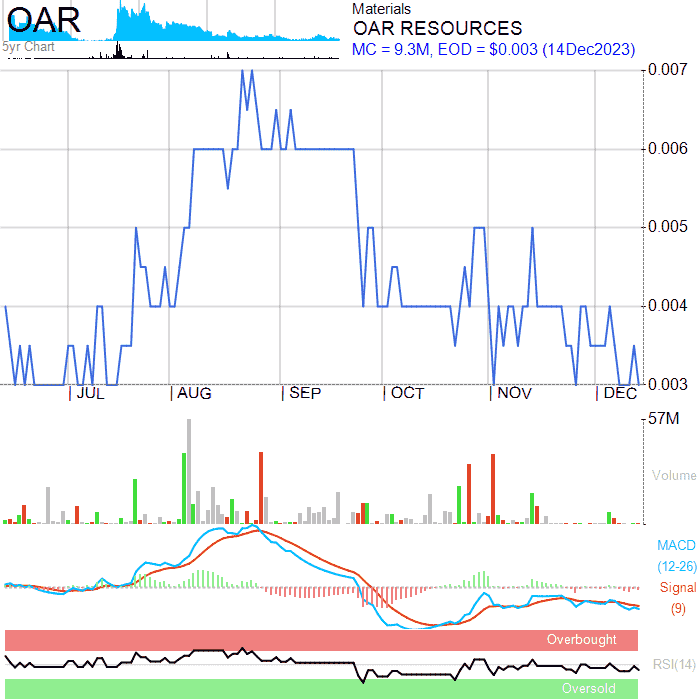 OAR
5yr Chart
Materials
OAR RESOURCES
MC = 9.3M, EOD = $0.003 (14Dec2023)
0.007
0.006
0.005
0.004
0.003
JUL AUG SEP OCT NOV DEC
57M
Volume
MACD
(12-26)
Signal
(9)
Overbought
RSI(14)
Oversold